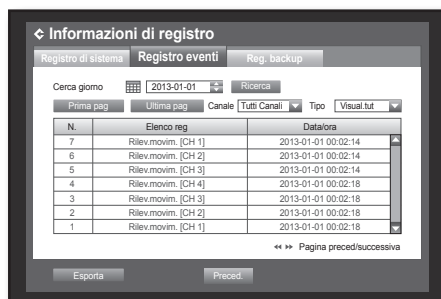 Informazioni di registro
Registro di sistema Registro eventi Reg. backup
Cerca giorno 2013-01-01 Ricerca
Prima pag Ultima pag Canale Tutti Canali Tipo Visual.tut
N. Elenco reg Data/ora
7 Rilev.movim. [CH 1] 2013-01-01 00:02:14
6 Rilev.movim. [CH 2] 2013-01-01 00:02:14
5 Rilev.movim. [CH 3] 2013-01-01 00:02:14
4 Rilev.movim. [CH 4] 2013-01-01 00:02:18
3 Rilev.movim. [CH 3] 2013-01-01 00:02:18
2 Rilev.movim. [CH 2] 2013-01-01 00:02:18
1 Rilev.movim. [CH 1] 2013-01-01 00:02:18
Pagina preced/successiva
Esporta Preced.